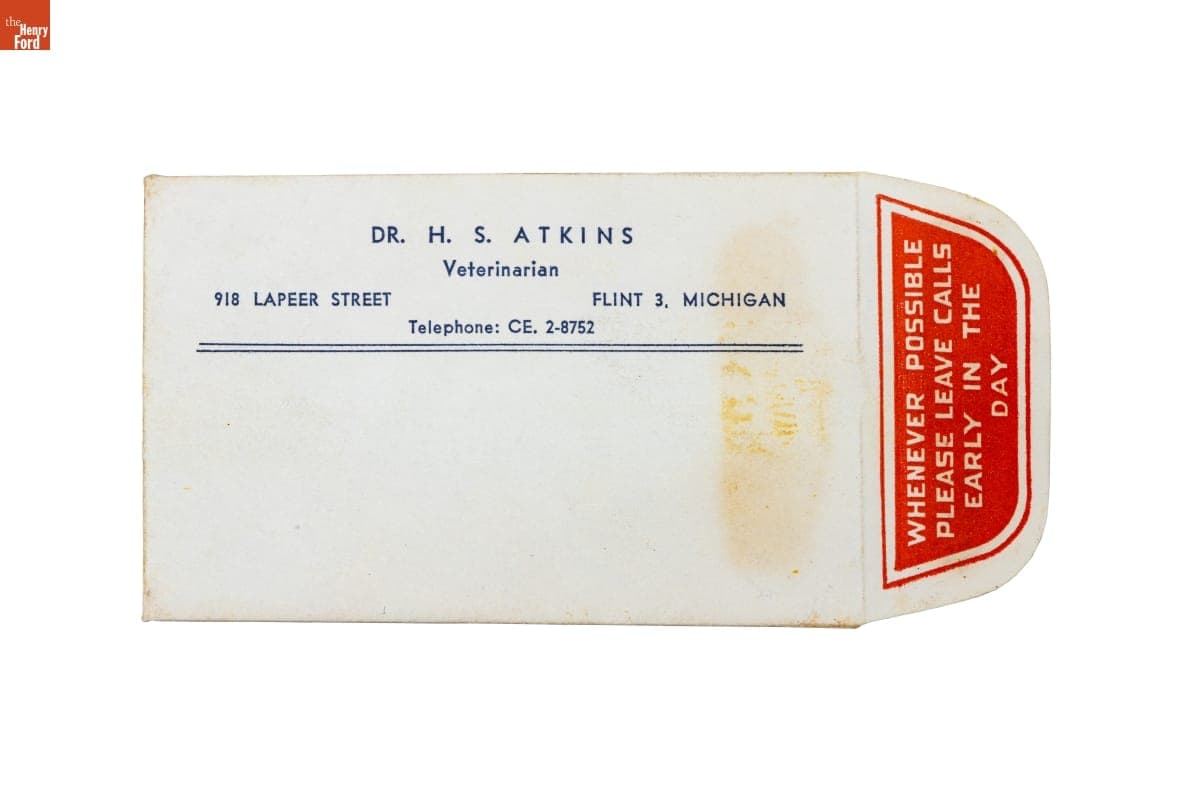 the
Henry
Ford
DR. H. S. ATKINS
Veterinarian
918 LAPEER STREET FLINT 3, MICHIGAN
Telephone: CE. 2-8752
WHENEVER POSSIBLE
PLEASE LEAVE CALLS
EARLY IN THE
DAY